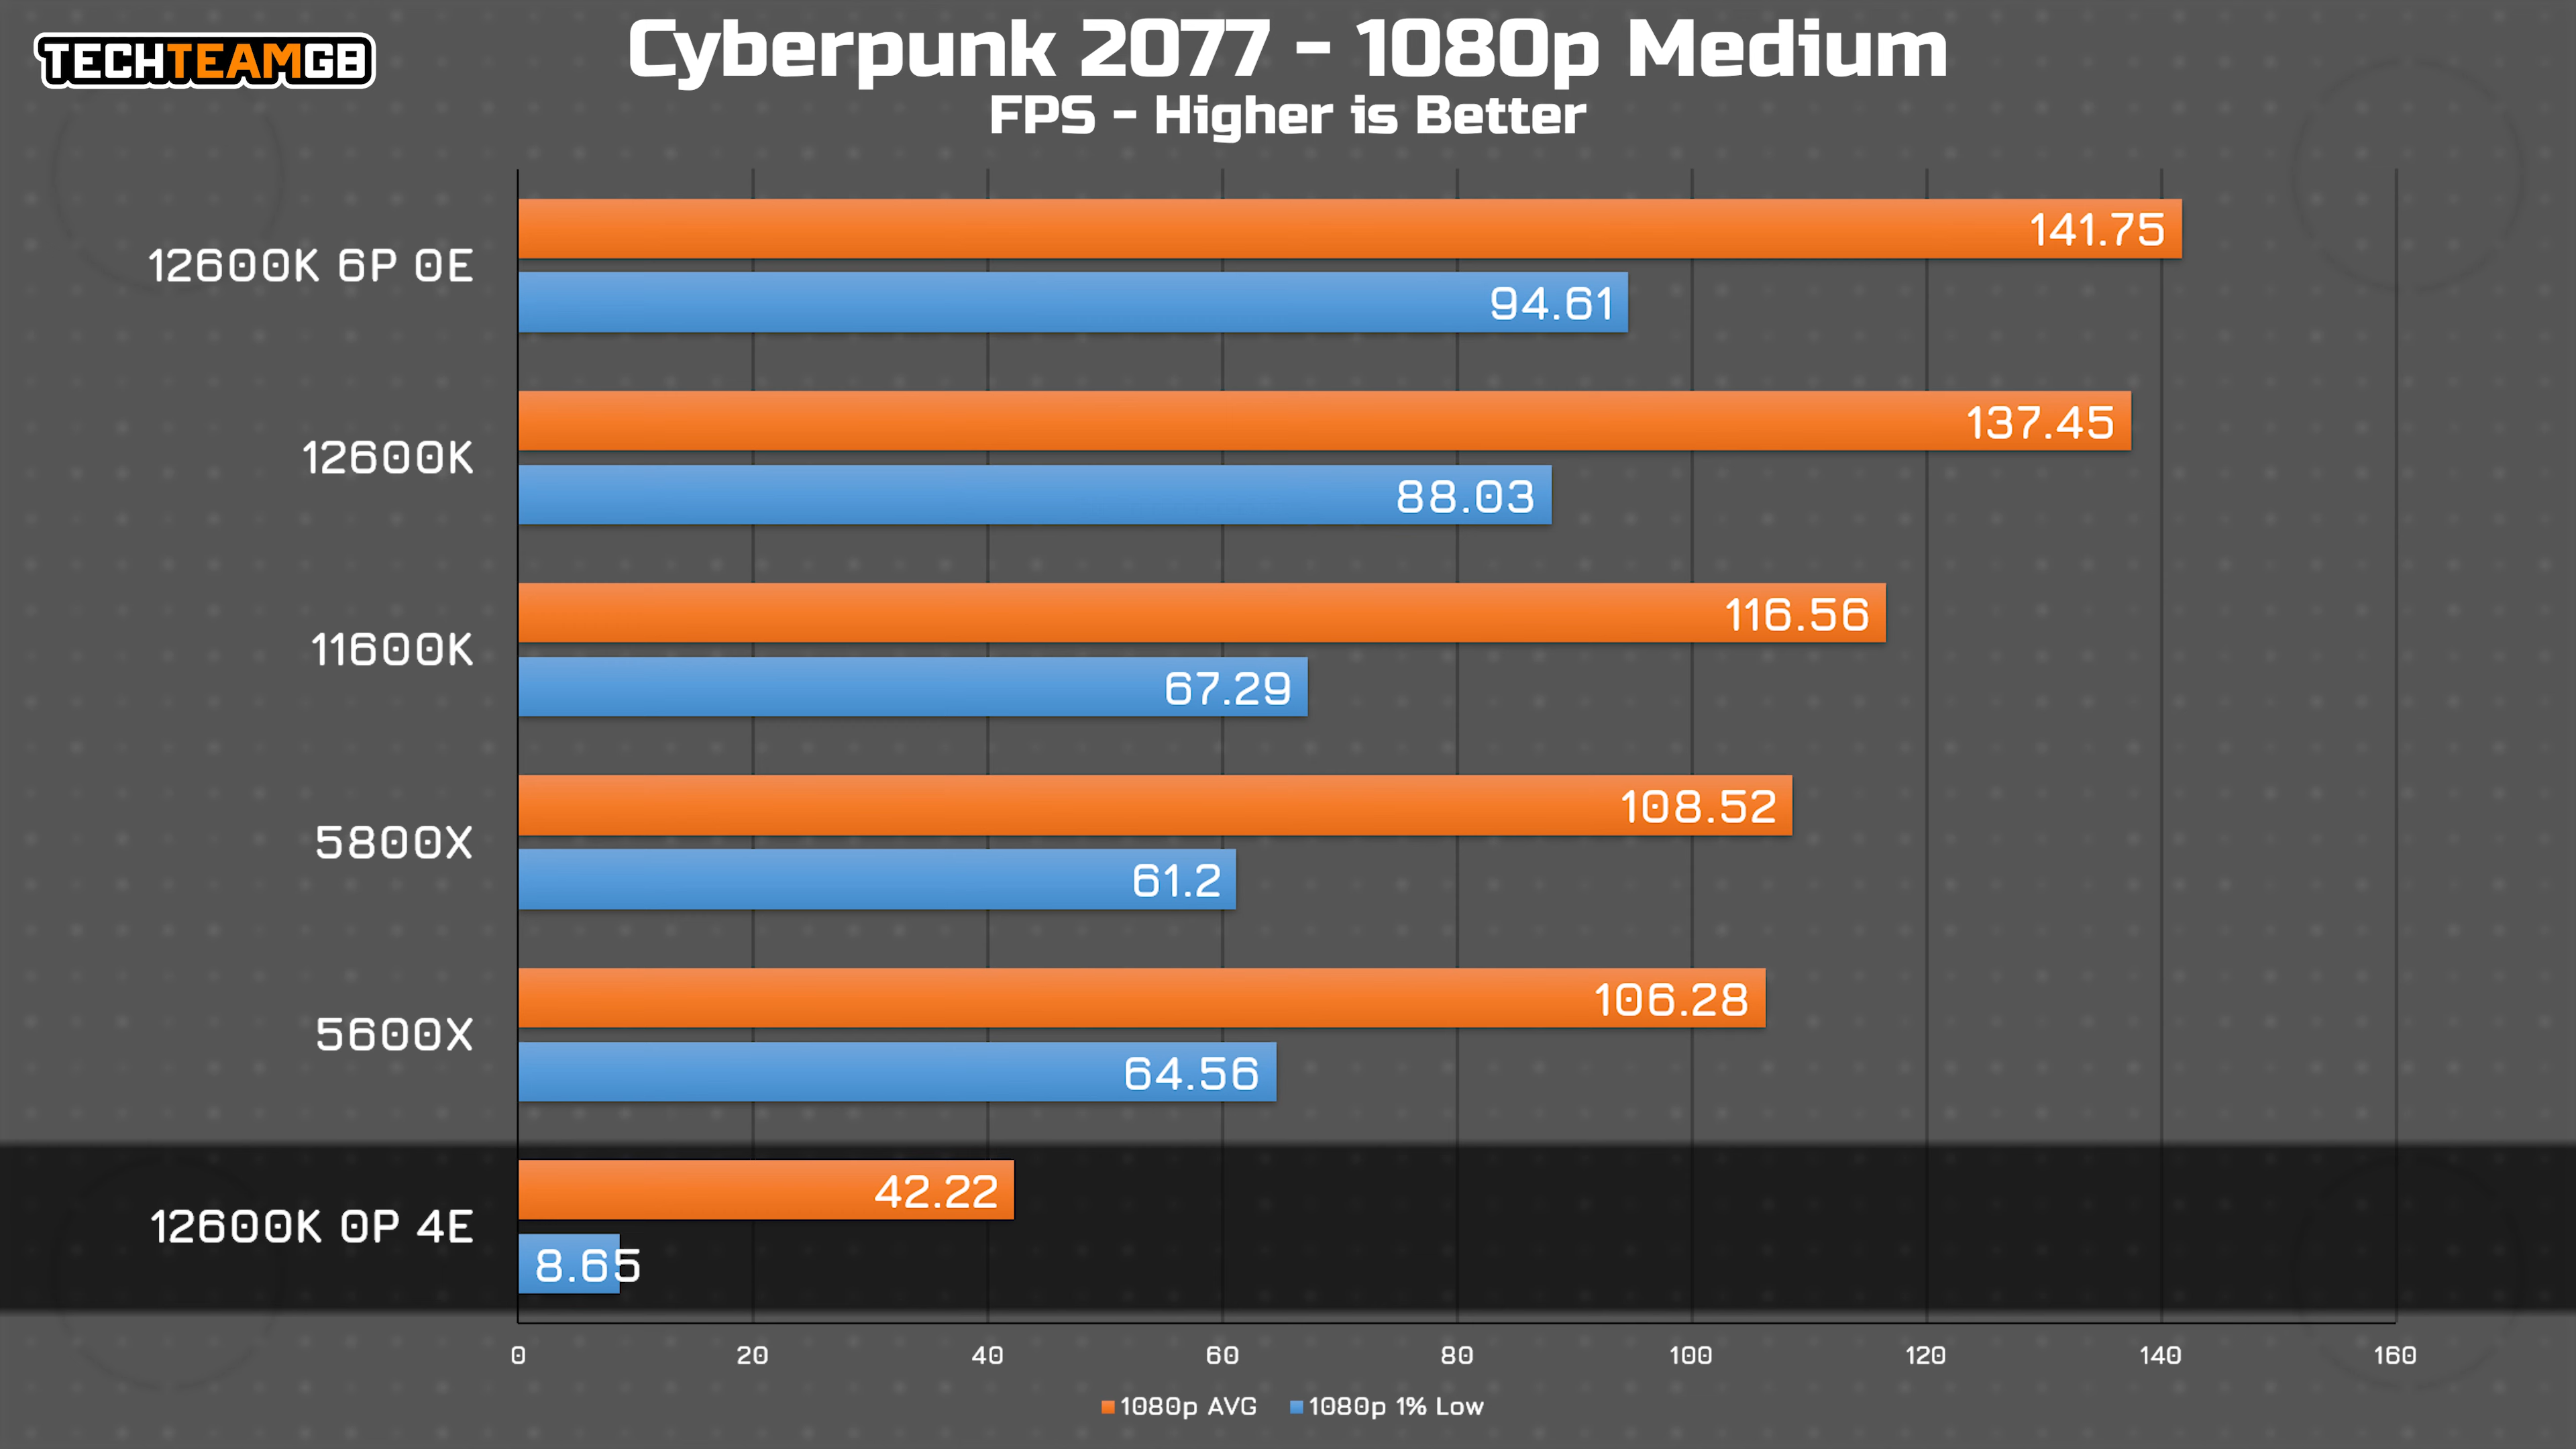 TECHTEAMGB
Cyberpunk 2077 - 1080p Medium
FPS - Higher is Better
12600K 6P 0E
141.75
94.61
12600K
137.45
88.03
11600K
116.56
67.29
5800X
108.52
61.2
5600X
106.28
64.56
12600K 0P 4E
42.22
8.65
0 20 40 60 80 100 120 140 160
1080p AVG 1080p 1% Low